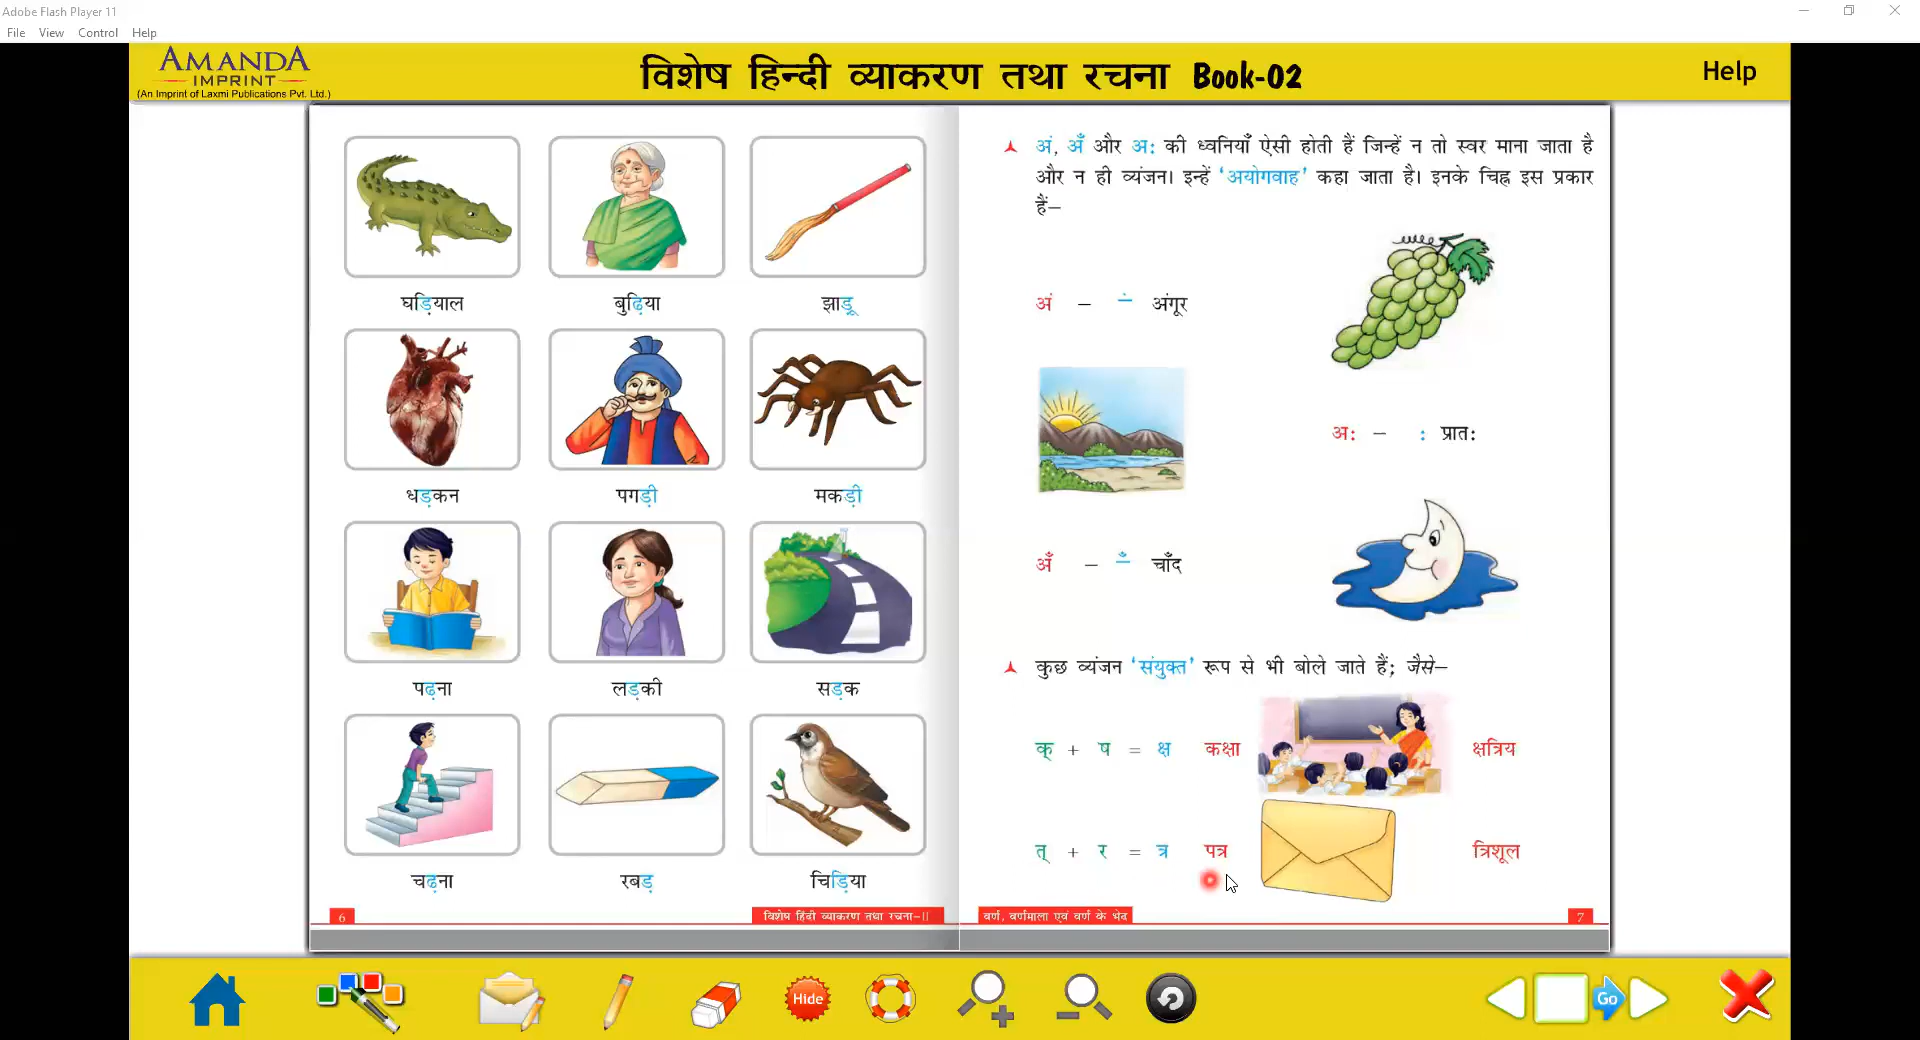 Adobe Flash Player 11
File View Control Help
AMANDA
IMPRINT
(An Imprint of Laxmi Publications Pvt. Ltd.)
विशेष हिन्दी व्याकरण तथा रचना Book-02
Help
घड़ियाल बुढ़िया झाड़ू
धड़कन पगड़ी मकड़ी
पढ़ना लड़की सड़क
चढ़ना रबड़ चिड़िया
6 विशेष हिंदी व्याकरण तथा रचना-II
अं, अँ और अः की ध्वनियाँ ऐसी होती हैं जिन्हें न तो स्वर माना जाता है
और न ही व्यंजन। इन्हें ‘अयोगवाह’ कहा जाता है। इनके चिह्न इस प्रकार
हैं–
अं – ं अंगूर
अः – : प्रातः
अँ – ँ चाँद
कुछ व्यंजन ‘संयुक्त’ रूप से भी बोले जाते हैं; जैसे–
क् + ष = क्ष कक्षा क्षत्रिय
त् + र = त्र पत्र त्रिशूल
वर्ण, वर्णमाला एवं वर्ण के भेद 7
Hide
Go